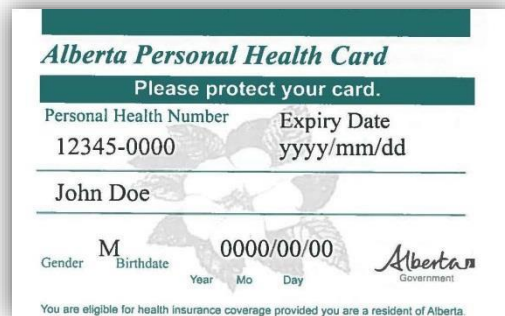 Alberta Personal Health Card
Please protect your card.
Personal Health Number Expiry Date
12345-0000 yyyy/mm/dd
John Doe
M 0000/00/00
Gender Birthdate
Year Mo Day
Alberta
Government
You are eligible for health insurance coverage provided you are a resident of Alberta.